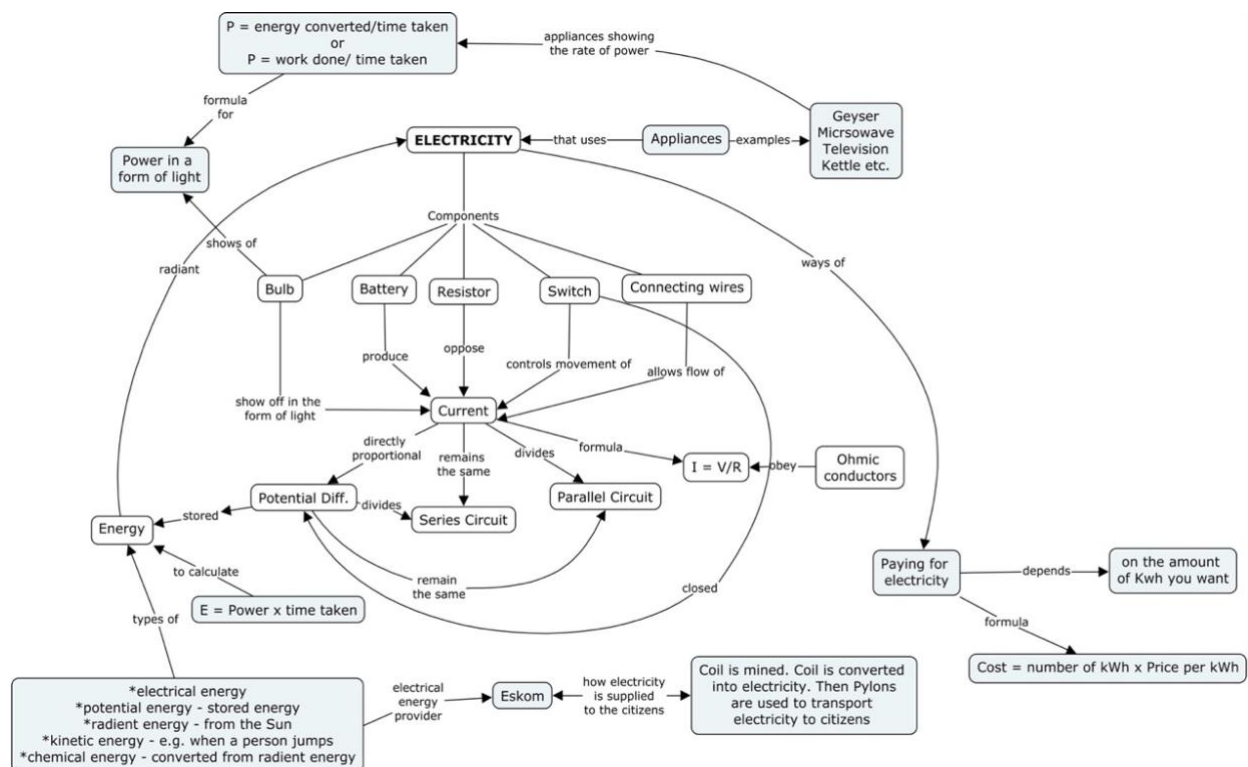 P = energy converted/time taken
or
P = work done/ time taken
appliances showing
the rate of power
formula
for
Geyser
Micrsowave
Television
Kettle etc.
ELECTRICITY
that uses
Appliances
examples
Power in a
form of light
Components
shows of
radiant
ways of
Bulb
Battery
Resistor
Switch
Connecting wires
produce
oppose
controls movement of
allows flow of
show off in the
form of light
Current
directly
proportional
remains
the same
divides
formula
I = V/R
obey
Ohmic
conductors
Potential Diff.
divides
Series Circuit
Parallel Circuit
stored
Energy
to calculate
remain
the same
closed
Paying for
electricity
depends
on the amount
of Kwh you want
E = Power x time taken
types of
formula
Cost = number of kWh x Price per kWh
*electrical energy
*potential energy - stored energy
*radient energy - from the Sun
*kinetic energy - e.g. when a person jumps
*chemical energy - converted from radient energy
electrical
energy
provider
Eskom
how electricity
is supplied
to the citizens
Coil is mined. Coil is converted
into electricity. Then Pylons
are used to transport
electricity to citizens